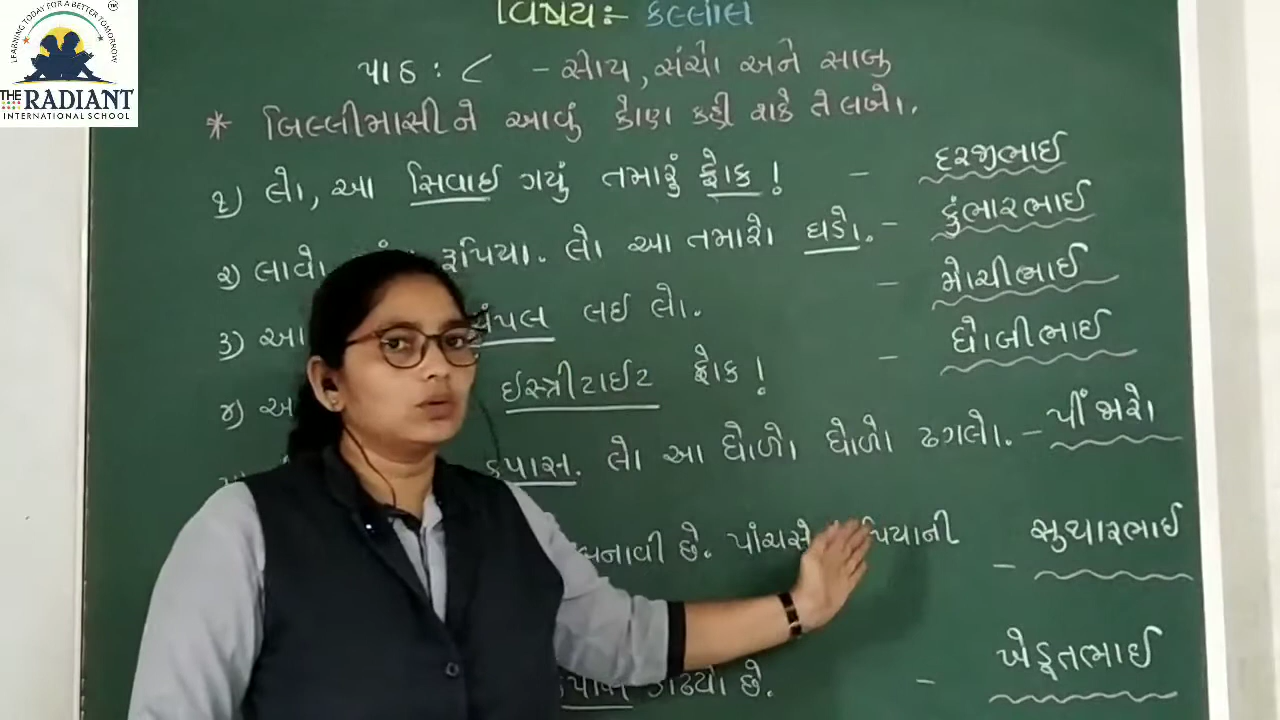 LEARNING TODAY FOR A BETTER TOMORROW
THE RADIANT
INTERNATIONAL SCHOOL
વિષય:- કલ્લોલ
પાઠ : ૮ - સોય, સંચો અને સાબુ
* બિલ્લીમાસીને આવું કોણ કહી શકે તે લખો.
૧) લો, આ સિવાઈ ગયું તમારું ફ્રોક ! - દરજીભાઈ
૨) લાવો રૂપિયા. લો આ તમારો ઘડો. - કુંભારભાઈ
૩) આ ચંપલ લઈ લો. - મોચીભાઈ
૪) ઈસ્ત્રીટાઈટ ફ્રોક ! - ધોબીભાઈ
કપાસ. લો આ ધોળો ધોળો ઢગલો. - પીંજારો
બનાવી છે. પાંચસો રૂપિયાની - સુથારભાઈ
છે. - ખેડૂતભાઈ